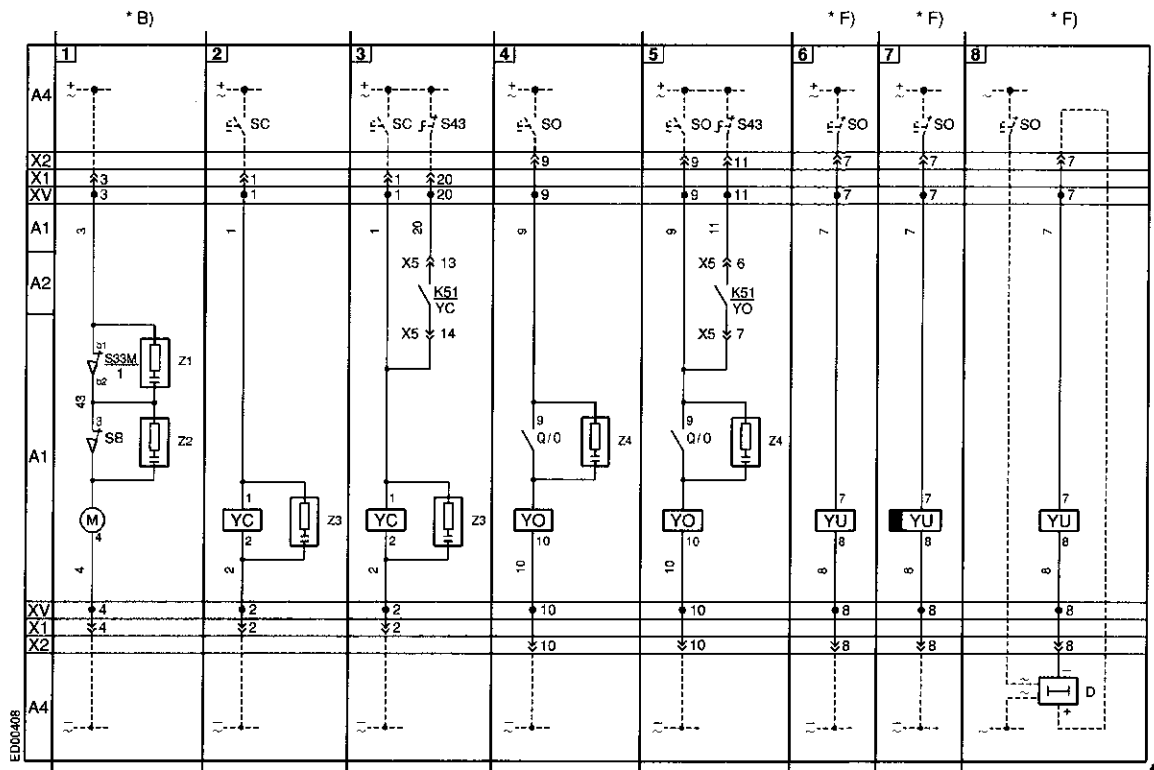 * B) * F) * F) * F)
1 2 3 4 5 6 7 8
A4 + ~ + ~ + ~ + ~ + ~ + ~ + ~ ~
SC SC S43 SO SO S43 SO SO SO
X2 9 9 11 7 7 7
X1 3 1 1 20
XV 3 1 1 20 9 9 11 7 7 7
A1 3 1 1 20 9 9 11 7 7 7
X5 13 X5 6
A2 K51 K51
YC YO
X5 14 X5 7
b1
S33M Z1
1
b2
43 9 9
3 S8 Z2 Q/0 Z4 Q/0 Z4
A1
1 1 7 7 7
M YC Z3 YC Z3 YO YO YU YU YU
4 2 2 10 10 8 8 8
4 2 2 10 10 8 8 8
XV 4 2 2 10 10 8 8 8
X1 4 2 2
X2 10 10 8 8 8
−
~
~ D
+
A4 − ~ − ~ − ~ − ~ − ~ − ~ − ~ ~
ED00408